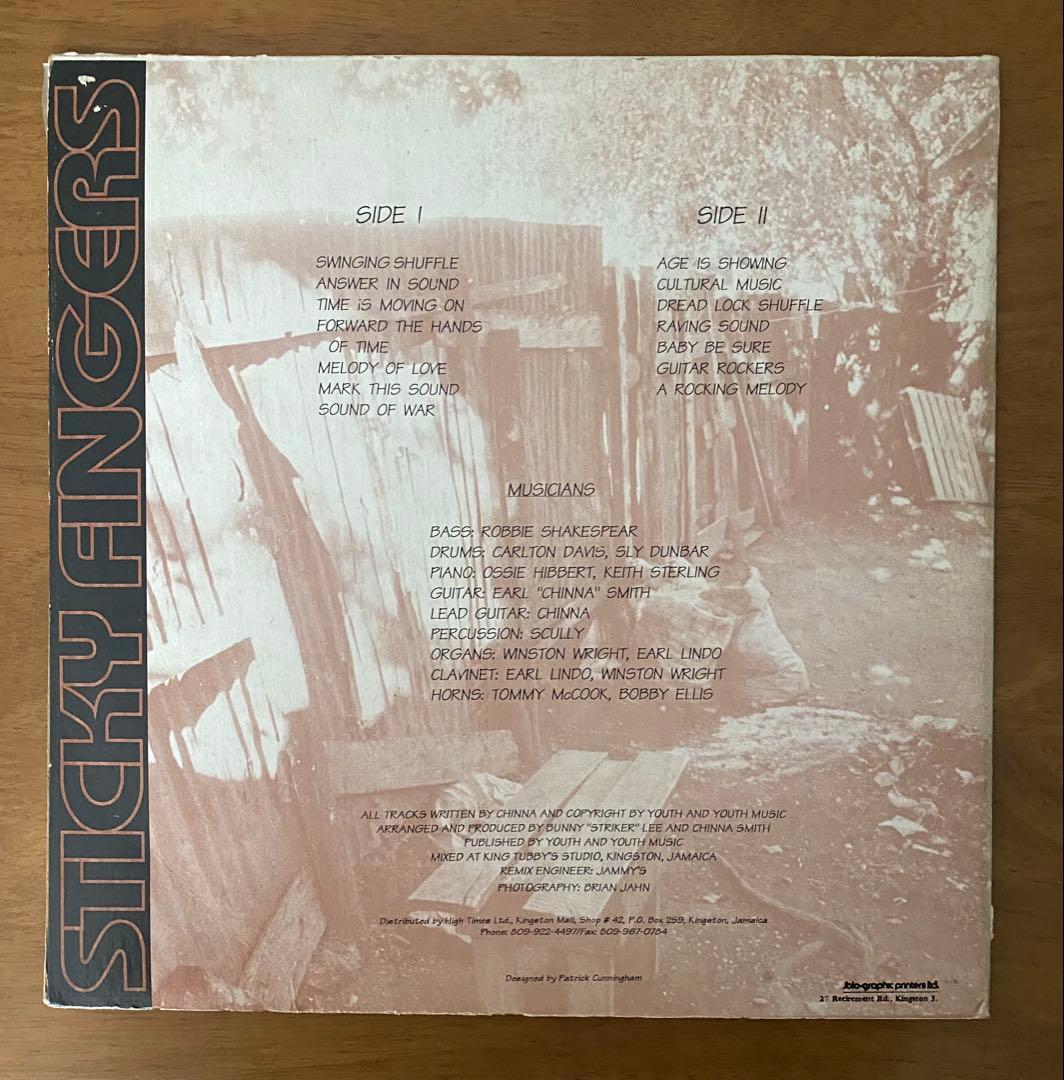 STICKY FINGERS
SIDE I
SWINGING SHUFFLE
ANSWER IN SOUND
TIME iS MOVING ON
FORWARD THE HANDS
OF TIME
MELODY OF LOVE
MARK THIS SOUND
SOUND OF WAR
SIDE II
AGE IS SHOWING
CULTURAL MUSIC
DREAD LOCK SHUFFLE
RAVING SOUND
BABY BE SURE
GUITAR ROCKERS
A ROCKING MELODY
MUSICIANS
BASS: ROBBIE SHAKESPEAR
DRUMS: CARLTON DAVIS, SLY DUNBAR
PIANO: OSSIE HIBBERT, KEITH STERLING
GUITAR: EARL "CHINNA" SMITH
LEAD GUITAR: CHINNA
PERCUSSION: SCULLY
ORGANS: WINSTON WRIGHT, EARL LINDO
CLAVINET: EARL LINDO, WINSTON WRIGHT
HORNS: TOMMY McCOOK, BOBBY ELLIS
ALL TRACKS WRITTEN BY CHINNA AND COPYRIGHT BY YOUTH AND YOUTH MUSIC
ARRANGED AND PRODUCED BY BUNNY "STRIKER" LEE AND CHINNA SMITH
PUBLISHED BY YOUTH AND YOUTH MUSIC
MIXED AT KING TUBBY'S STUDIO, KINGSTON, JAMAICA
REMIX ENGINEER: JAMMY'S
PHOTOGRAPHY: BRIAN JAHN
Distributed by High Times Ltd., Kingston Mall, Shop # 42, P.O. Box 259, Kingston, Jamaica
Phone: 809-922-4497/Fax: 809-967-0784
Designed by Patrick Cunningham
printers ltd.
27 Retirement Rd., Kingston 5.